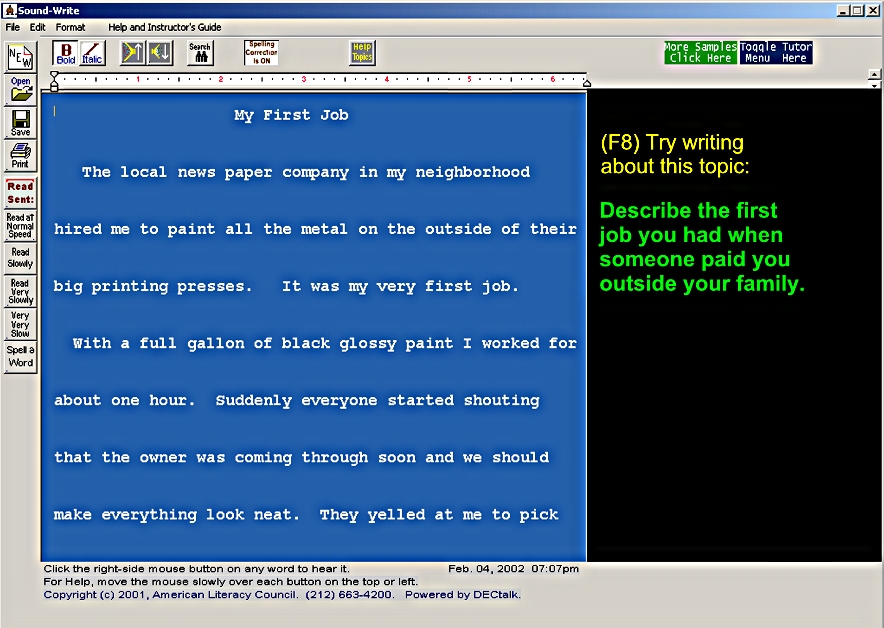 Sound-Write
File Edit Format Help and Instructor's Guide
NEW
B Bold
I Italic
Search
Spelling
Correction
is ON
Help
Topics
More Samples
Click Here
Toggle Tutor
Menu Here
1 2 3 4 5 6
Open
Save
Print
Read
Sent:
Read at
Normal
Speed
Read
Slowly
Read
Very
Slowly
Very
Very
Slow
Spell a
Word
My First Job
The local news paper company in my neighborhood
hired me to paint all the metal on the outside of their
big printing presses. It was my very first job.
With a full gallon of black glossy paint I worked for
about one hour. Suddenly everyone started shouting
that the owner was coming through soon and we should
make everything look neat. They yelled at me to pick
(F8) Try writing
about this topic:
Describe the first
job you had when
someone paid you
outside your family.
Click the right-side mouse button on any word to hear it. Feb. 04, 2002 07:07pm
For Help, move the mouse slowly over each button on the top or left.
Copyright (c) 2001, American Literacy Council. (212) 663-4200. Powered by DECtalk.